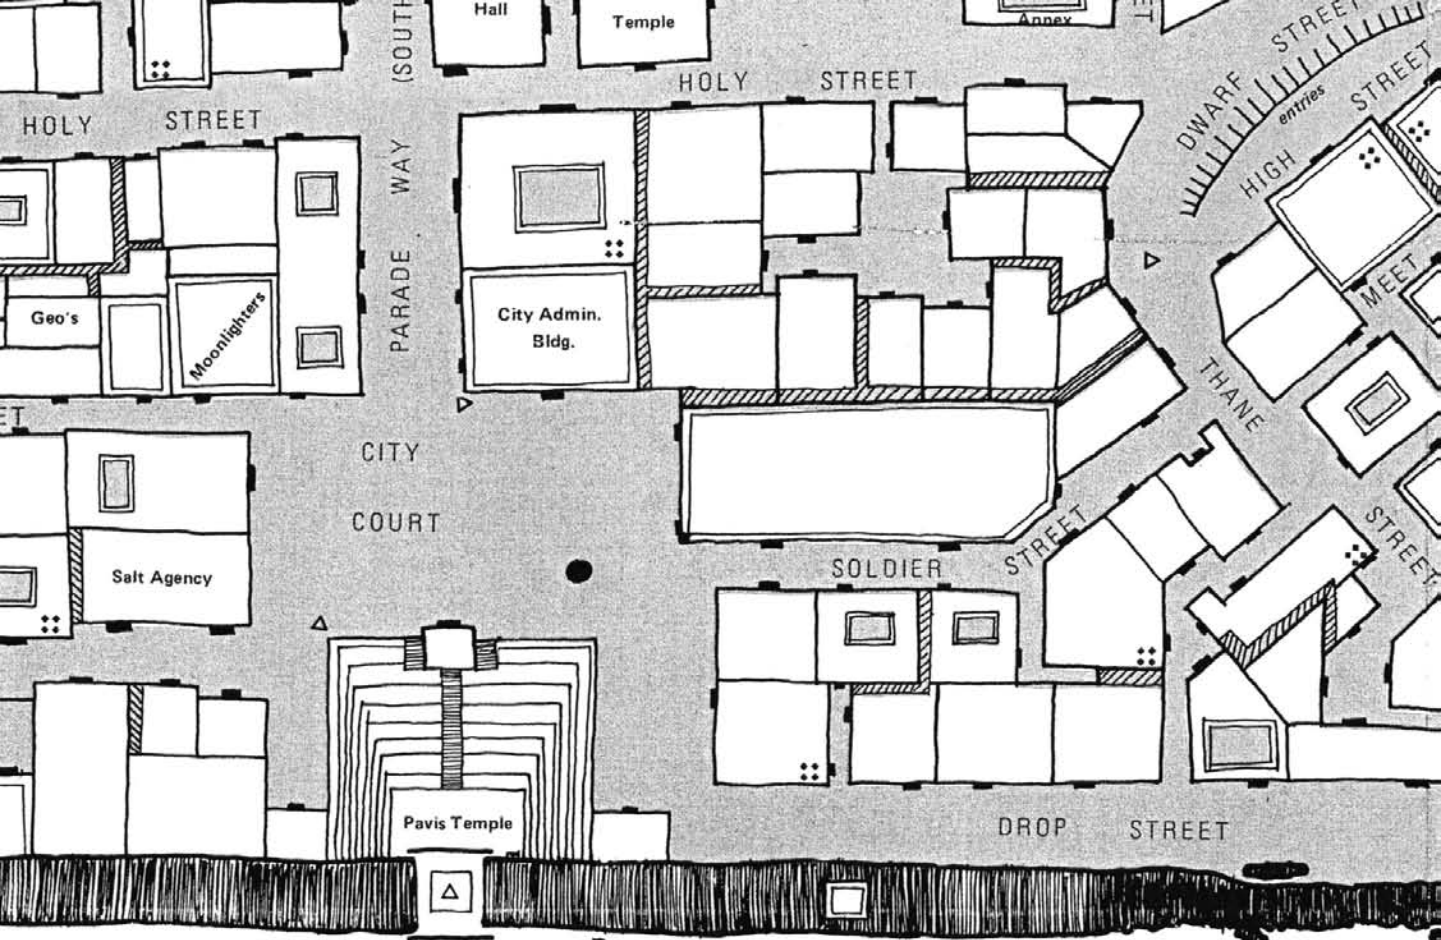 Hall
Temple
Annex
(SOUTH
STREET
DWARF
entries
HOLY STREET
HIGH STREET
HOLY STREET
PARADE WAY
MEET
Geo's
Moonlighters
City Admin.
Bldg.
THANE
CITY
COURT
STREET
SOLDIER STREET
Salt Agency
Pavis Temple
DROP STREET